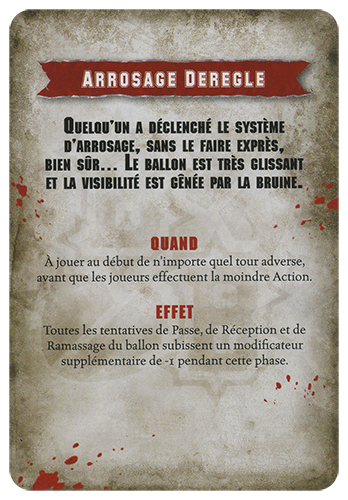 ARROSAGE DEREGLE
QUELQU'UN A DÉCLENCHÉ LE SYSTÈME
D'ARROSAGE, SANS LE FAIRE EXPRÈS,
BIEN SÛR... LE BALLON EST TRÈS GLISSANT
ET LA VISIBILITÉ EST GÊNÉE PAR LA BRUINE.
QUAND
À jouer au début de n'importe quel tour adverse,
avant que les joueurs effectuent la moindre Action.
EFFET
Toutes les tentatives de Passe, de Réception et de
Ramassage du ballon subissent un modificateur
supplémentaire de -1 pendant cette phase.